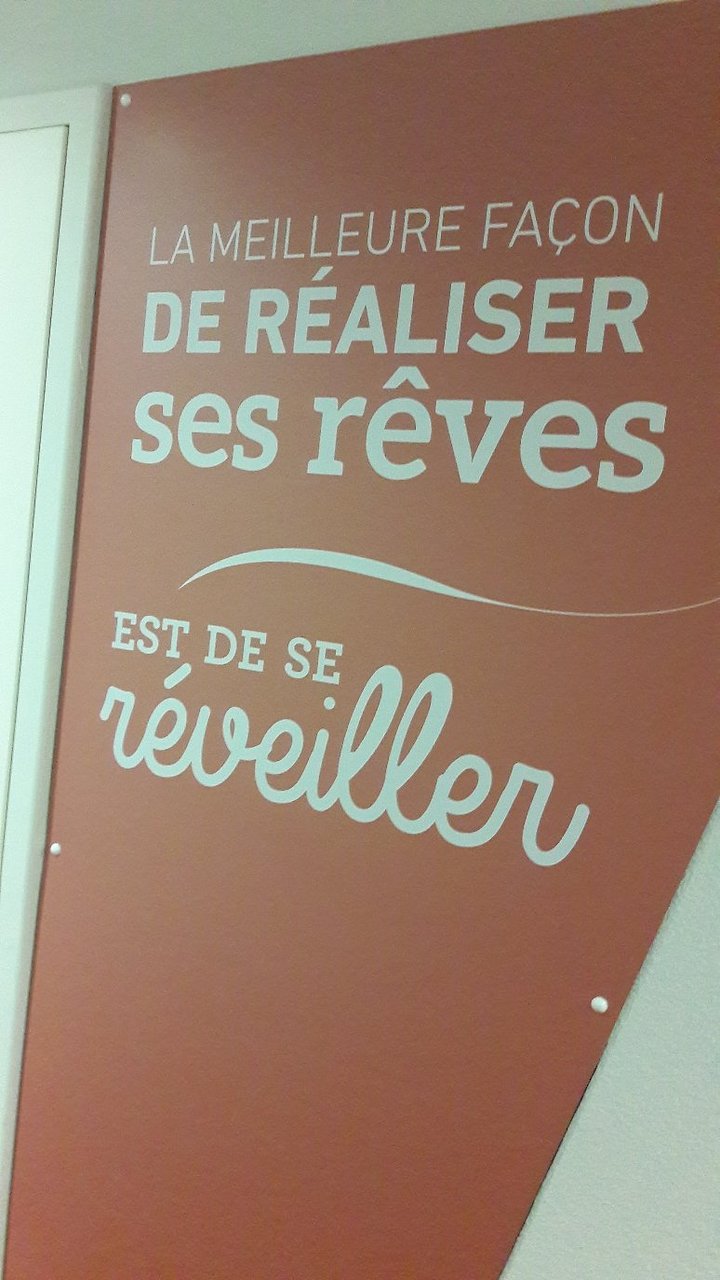 LA MEILLEURE FAÇON
DE RÉALISER
ses rêves
EST DE SE
réveiller